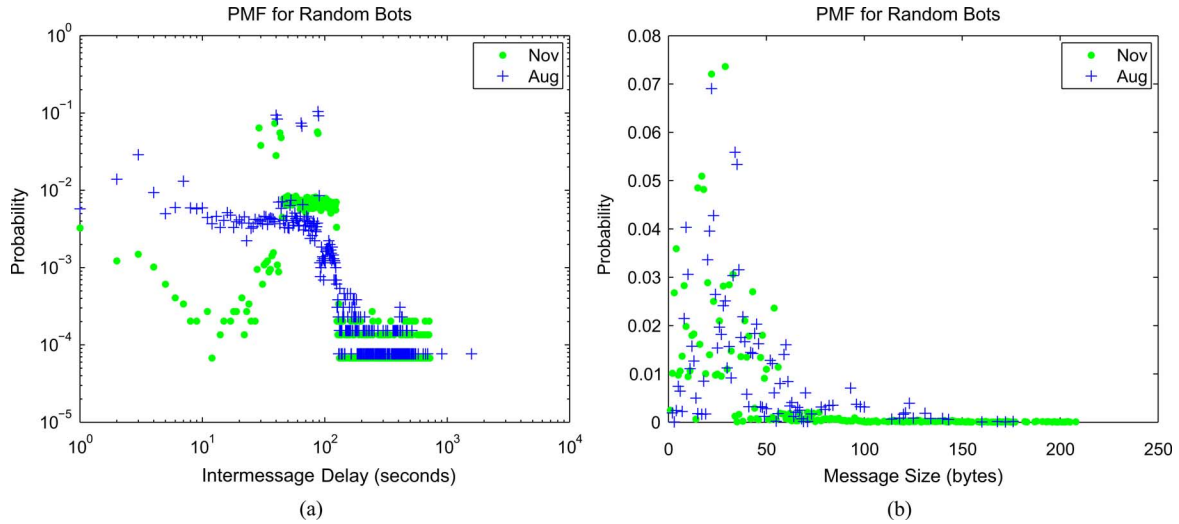 PMF for Random Bots
10^0
10^-1
10^-2
10^-3
10^-4
10^-5
Probability
10^0 10^1 10^2 10^3 10^4
Intermessage Delay (seconds)
Nov
Aug
(a)
PMF for Random Bots
0.08
0.07
0.06
0.05
0.04
0.03
0.02
0.01
0
Probability
0 50 100 150 200 250
Message Size (bytes)
Nov
Aug
(b)